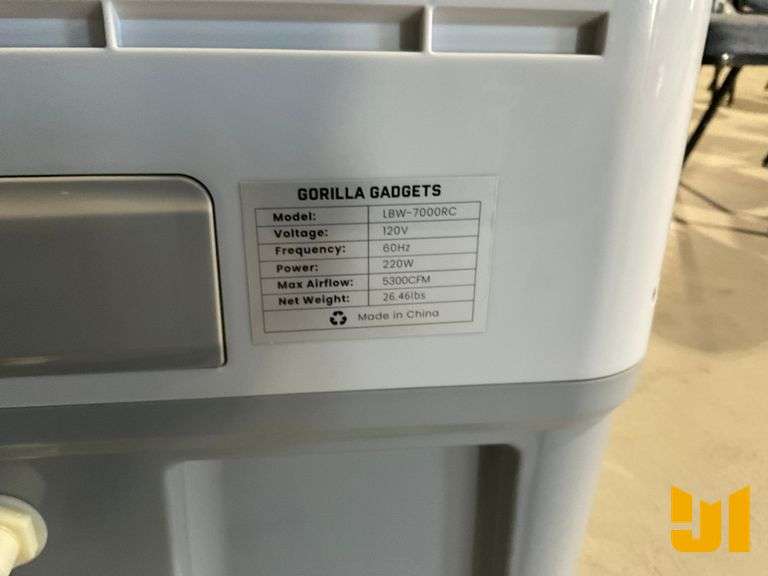 GORILLA GADGETS
Model: LBW-7000RC
Voltage: 120V
Frequency: 60Hz
Power: 220W
Max Airflow: 5300CFM
Net Weight: 26.46lbs
Made in China